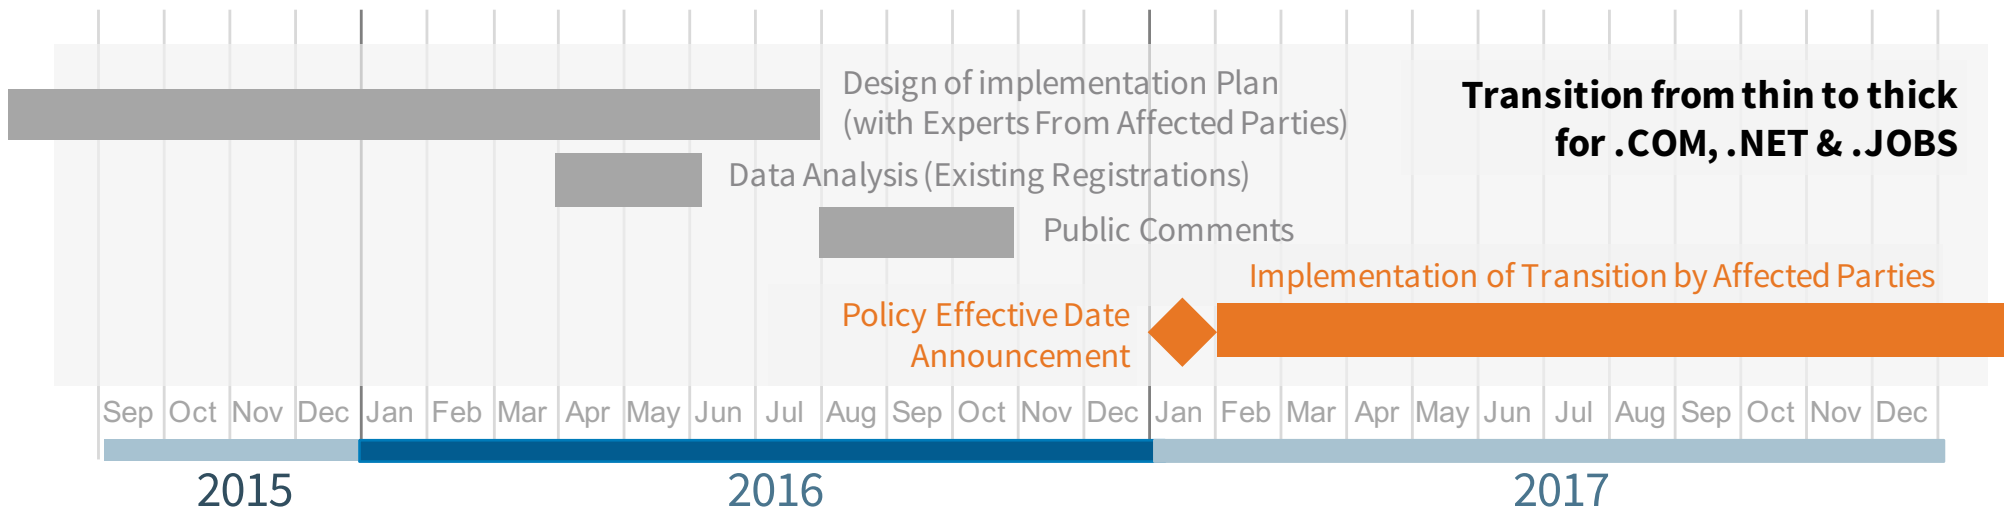 Design of implementation Plan
(with Experts From Affected Parties)
Transition from thin to thick
for .COM, .NET & .JOBS
Data Analysis (Existing Registrations)
Public Comments
Implementation of Transition by Affected Parties
Policy Effective Date
Announcement
Sep Oct Nov Dec Jan Feb Mar Apr May Jun Jul Aug Sep Oct Nov Dec Jan Feb Mar Apr May Jun Jul Aug Sep Oct Nov Dec
2015 2016 2017